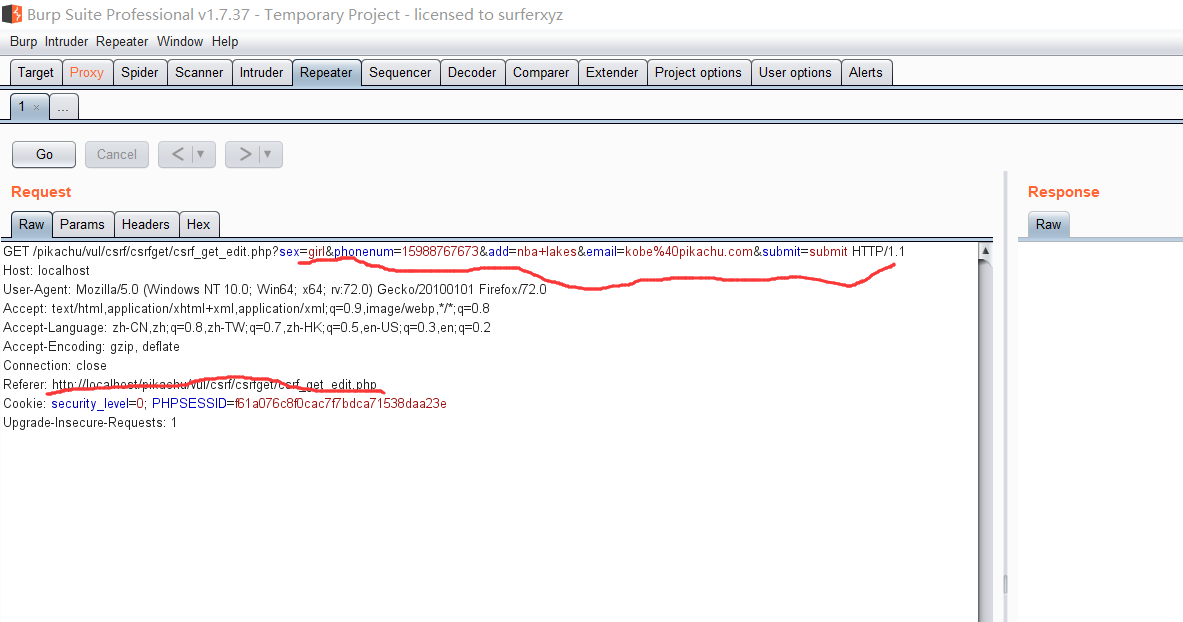 Burp Suite Professional v1.7.37 - Temporary Project - licensed to surferxyz
Burp Intruder Repeater Window Help
Target Proxy Spider Scanner Intruder Repeater Sequencer Decoder Comparer Extender Project options User options Alerts
1 × ...
Go Cancel < ▼ > ▼
Request
Response
Raw Params Headers Hex
Raw
GET /pikachu/vul/csrf/csrfget/csrf_get_edit.php?sex=girl&phonenum=15988767673&add=nba+lakes&email=kobe%40pikachu.com&submit=submit HTTP/1.1
Host: localhost
User-Agent: Mozilla/5.0 (Windows NT 10.0; Win64; x64; rv:72.0) Gecko/20100101 Firefox/72.0
Accept: text/html,application/xhtml+xml,application/xml;q=0.9,image/webp,*/*;q=0.8
Accept-Language: zh-CN,zh;q=0.8,zh-TW;q=0.7,zh-HK;q=0.5,en-US;q=0.3,en;q=0.2
Accept-Encoding: gzip, deflate
Connection: close
Referer: http://localhost/pikachu/vul/csrf/csrfget/csrf_get_edit.php
Cookie: security_level=0; PHPSESSID=f61a076c8f0cac7f7bdca71538daa23e
Upgrade-Insecure-Requests: 1